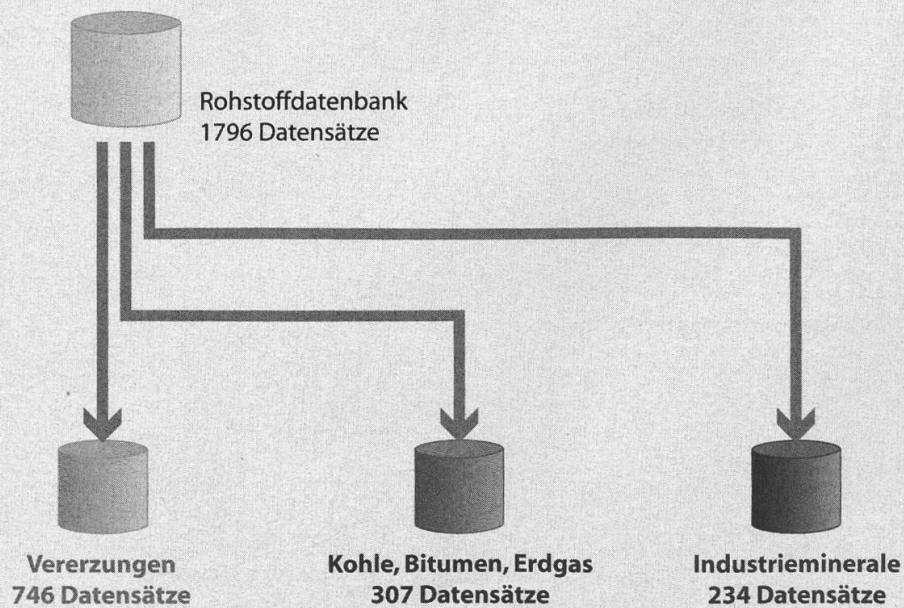 Rohstoffdatenbank
1796 Datensätze
Vererzungen
746 Datensätze
Kohle, Bitumen, Erdgas
307 Datensätze
Industrieminerale
234 Datensätze